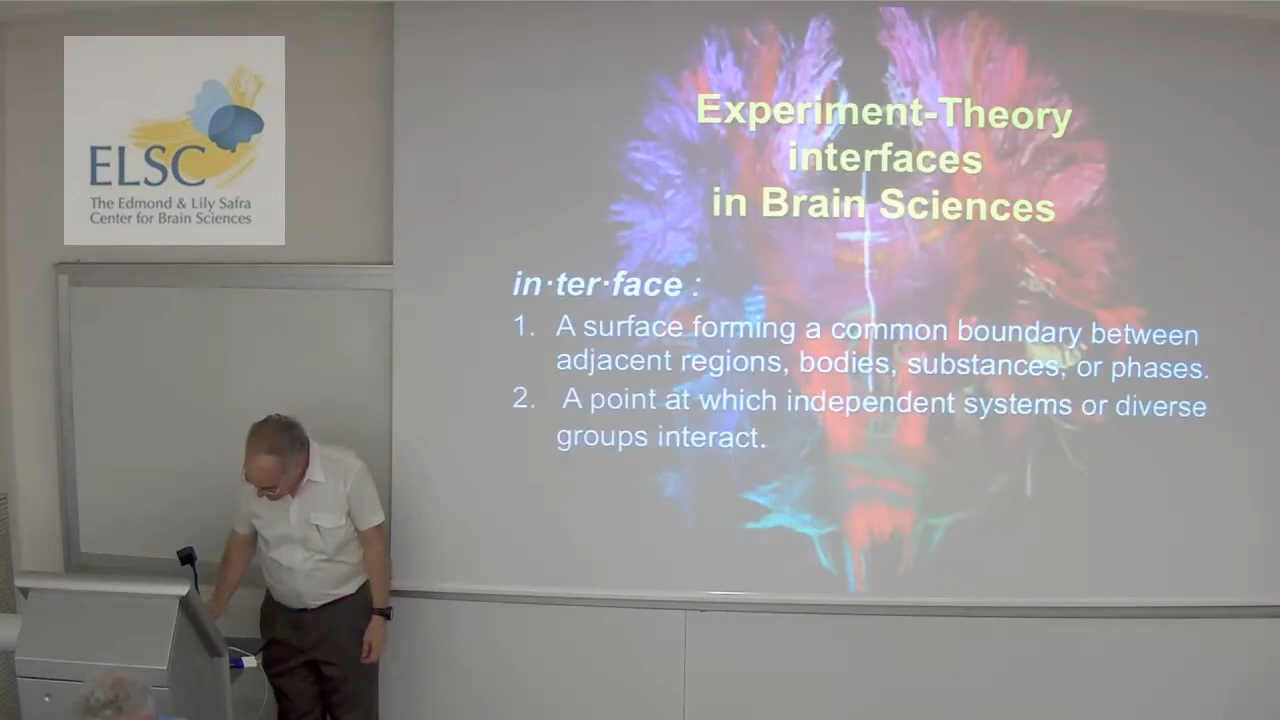 ELSC
The Edmond & Lily Safra
Center for Brain Sciences
Experiment-Theory
interfaces
in Brain Sciences
in·ter·face :
1. A surface forming a common boundary between
adjacent regions, bodies, substances, or phases.
2. A point at which independent systems or diverse
groups interact.